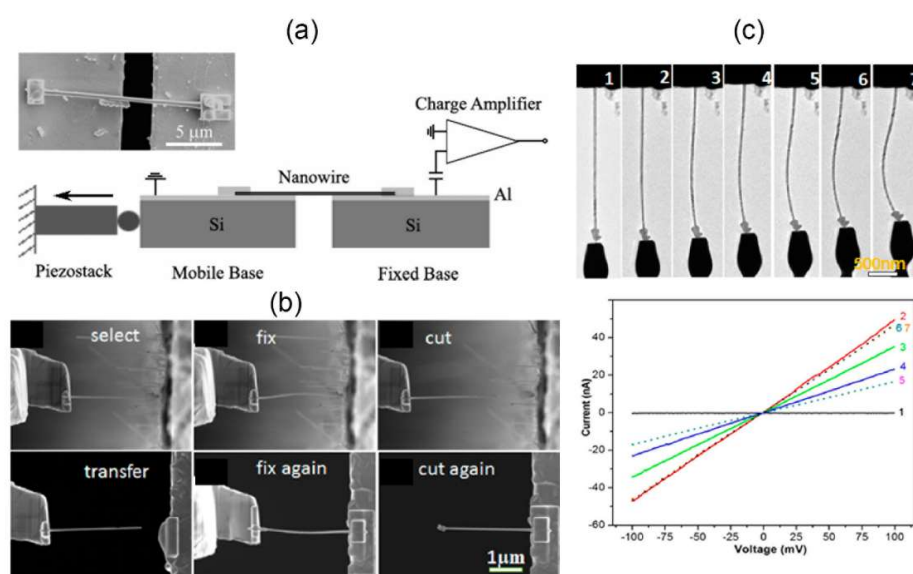 (a)
5 μm
Charge Amplifier
Nanowire
Al
Si
Si
Piezostack
Mobile Base
Fixed Base
(b)
select
fix
cut
transfer
fix again
cut again
1μm
(c)
1
2
3
4
5
6
7
500nm
Current (nA)
40
20
0
-20
-40
-60
-100
-75
-50
-25
0
25
50
75
100
Voltage (mV)
2
6 7
3
4
5
1